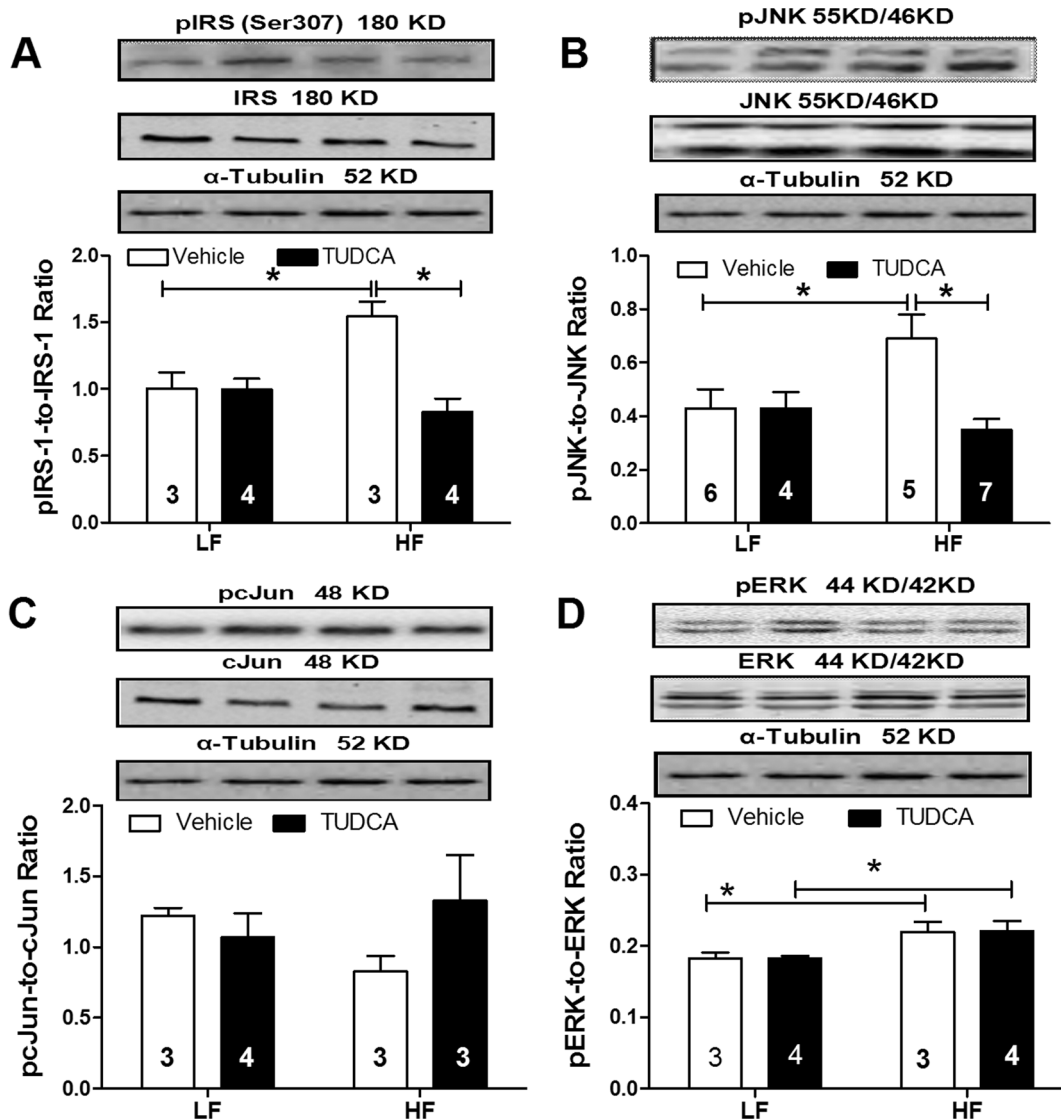 A
pIRS (Ser307) 180 KD
IRS 180 KD
α-Tubulin 52 KD
Vehicle TUDCA
pIRS-1-to-IRS-1 Ratio
2.0
1.5
1.0
0.5
0.0
* *
3 4 3 4
LF HF
B
pJNK 55KD/46KD
JNK 55KD/46KD
α-Tubulin 52 KD
Vehicle TUDCA
pJNK-to-JNK Ratio
1.0
0.8
0.6
0.4
0.2
0.0
* *
6 4 5 7
LF HF
C
pcJun 48 KD
cJun 48 KD
α-Tubulin 52 KD
Vehicle TUDCA
pcJun-to-cJun Ratio
2.0
1.5
1.0
0.5
0.0
3 4 3 3
LF HF
D
pERK 44 KD/42KD
ERK 44 KD/42KD
α-Tubulin 52 KD
Vehicle TUDCA
pERK-to-ERK Ratio
0.4
0.3
0.2
0.1
0.0
* *
3 4 3 4
LF HF